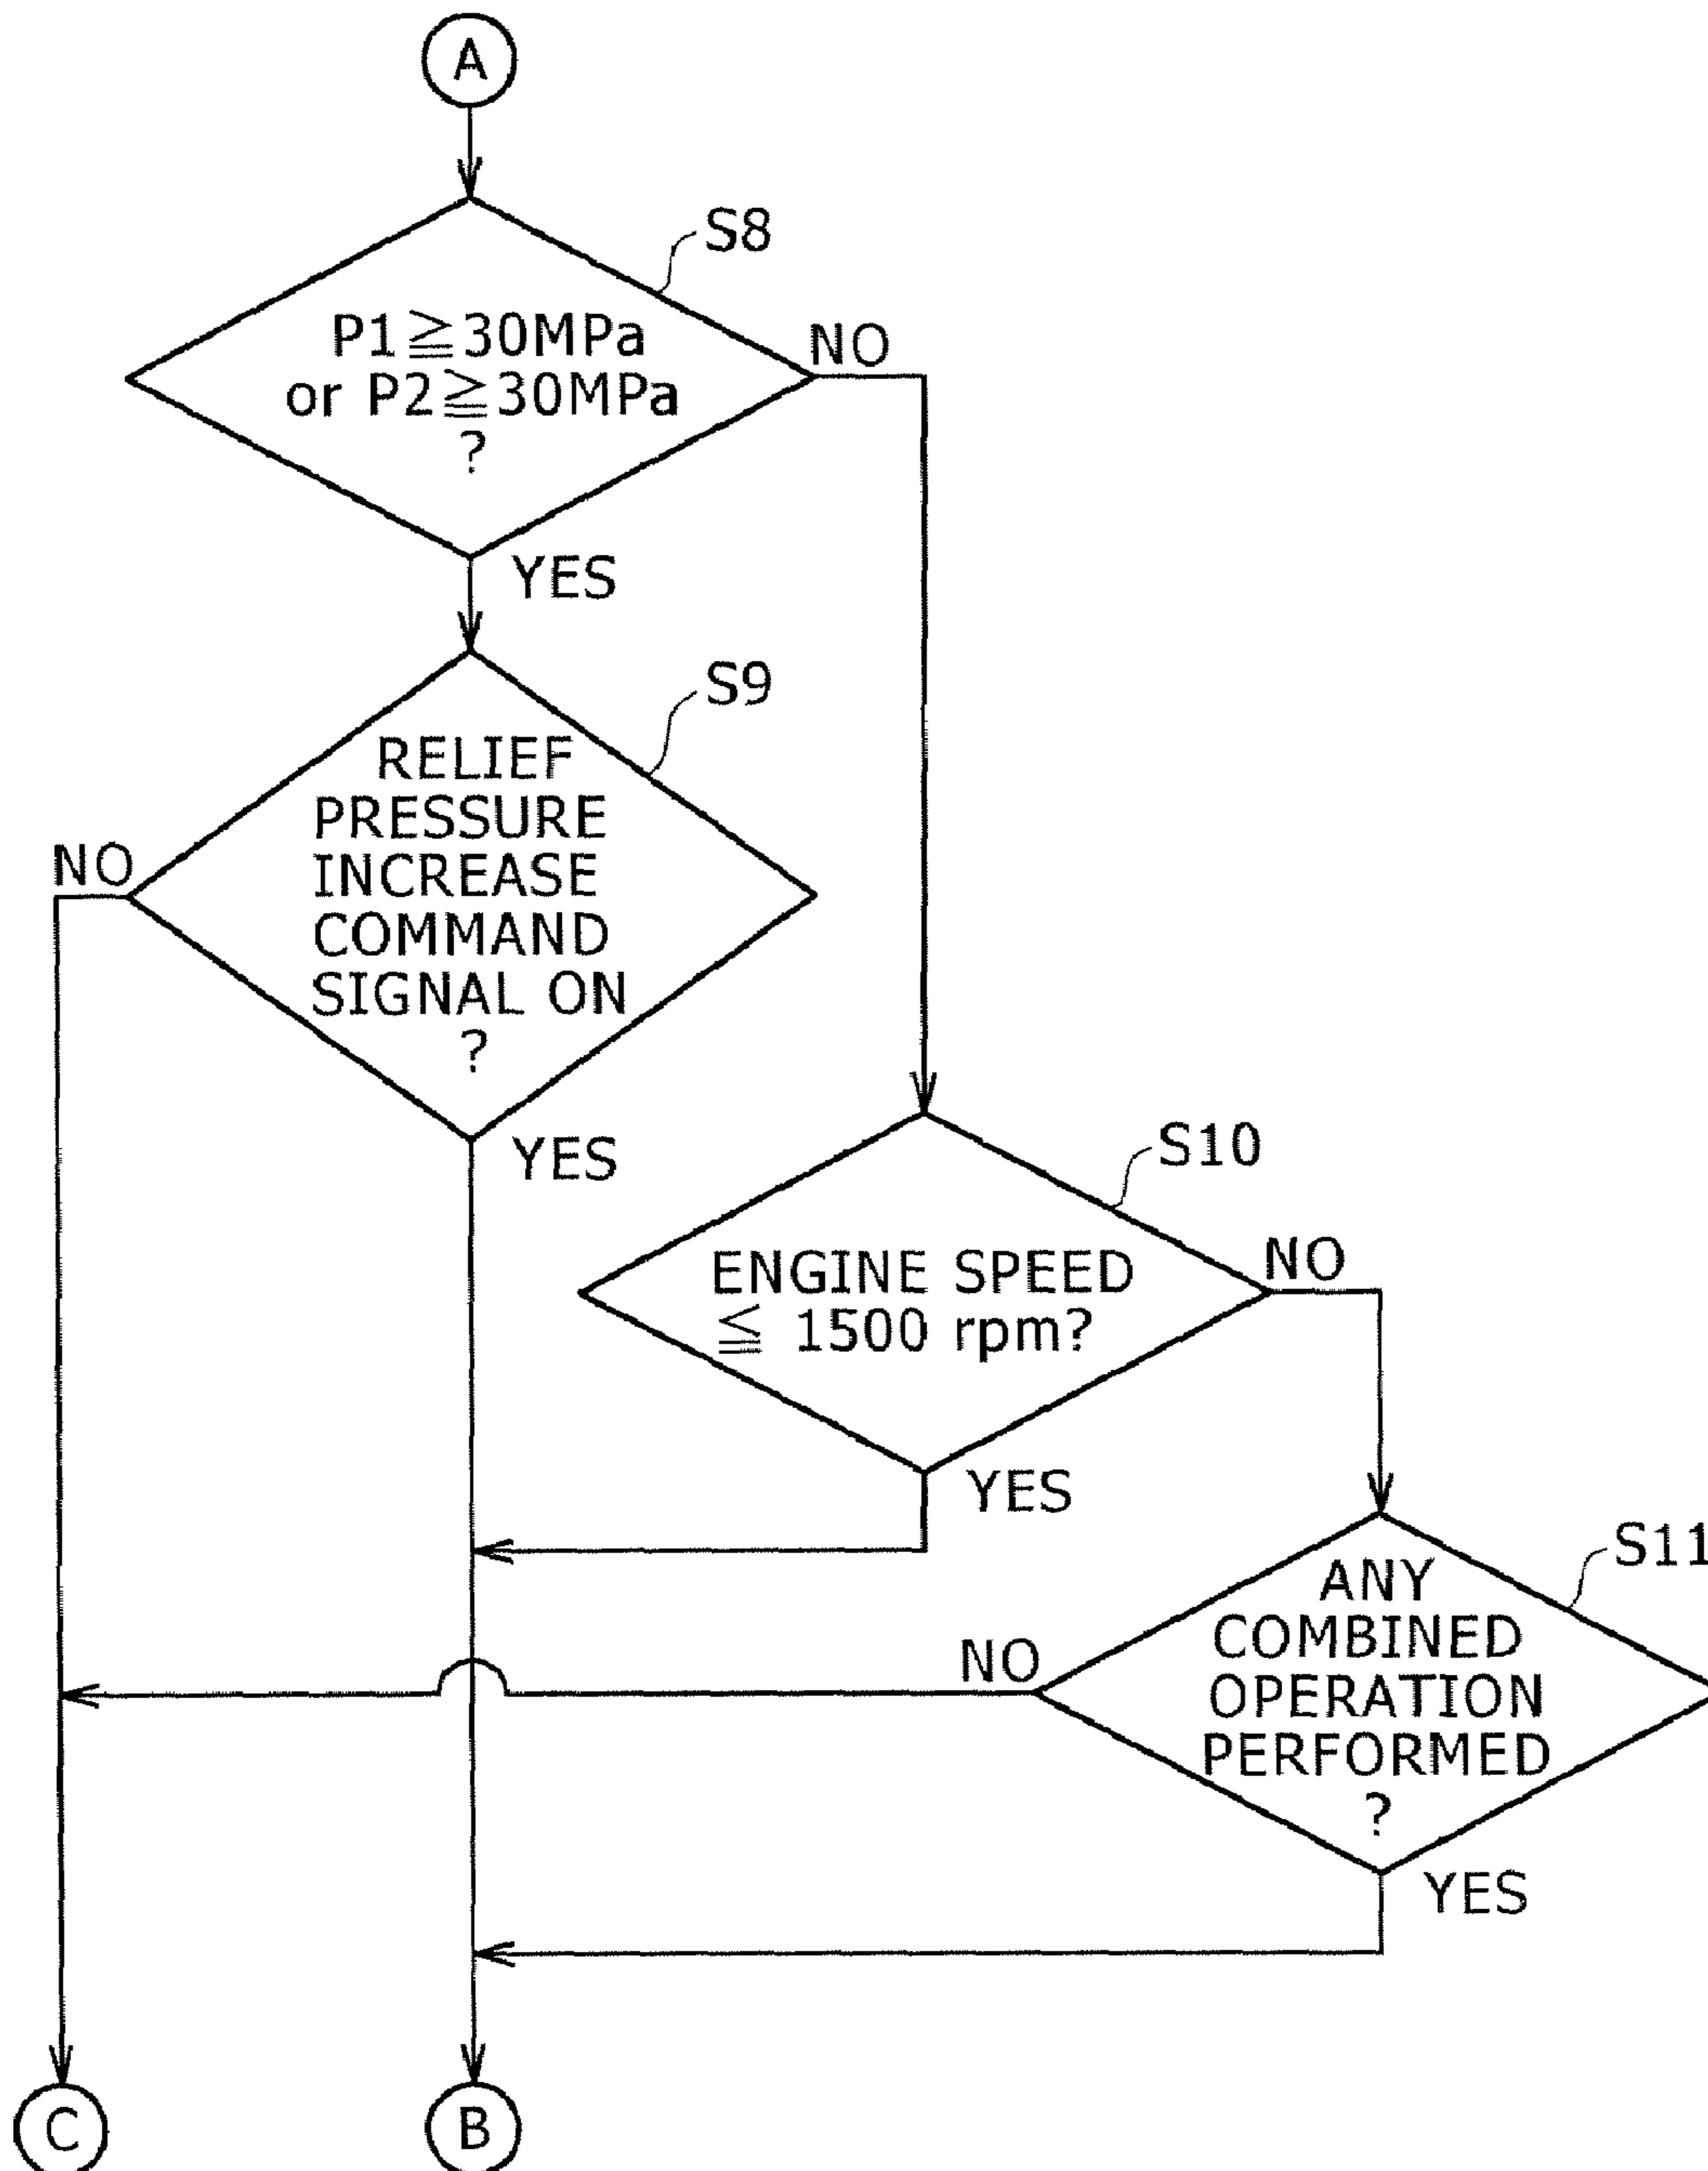 A
S8
P1≧30MPa
or P2≧30MPa
?
NO
YES
S9
RELIEF
PRESSURE
INCREASE
COMMAND
SIGNAL ON
?
NO
YES
S10
ENGINE SPEED
≦ 1500 rpm?
NO
YES
S11
ANY
COMBINED
OPERATION
PERFORMED
?
NO
YES
C
B